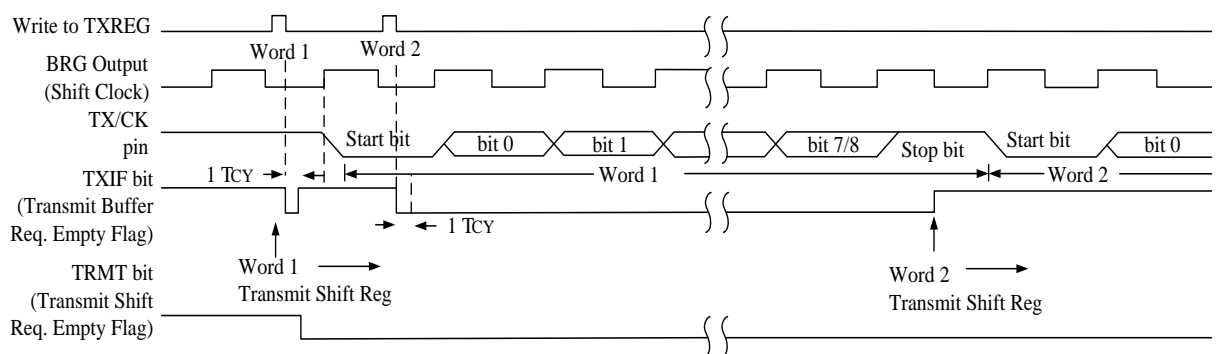 Write to TXREG
Word 1
Word 2
BRG Output
(Shift Clock)
TX/CK
pin
Start bit
bit 0
bit 1
bit 7/8
Stop bit
Start bit
bit 0
1 TCY
Word 1
Word 2
TXIF bit
(Transmit Buffer
Req. Empty Flag)
1 TCY
Word 1
Transmit Shift Reg
Word 2
Transmit Shift Reg
TRMT bit
(Transmit Shift
Req. Empty Flag)